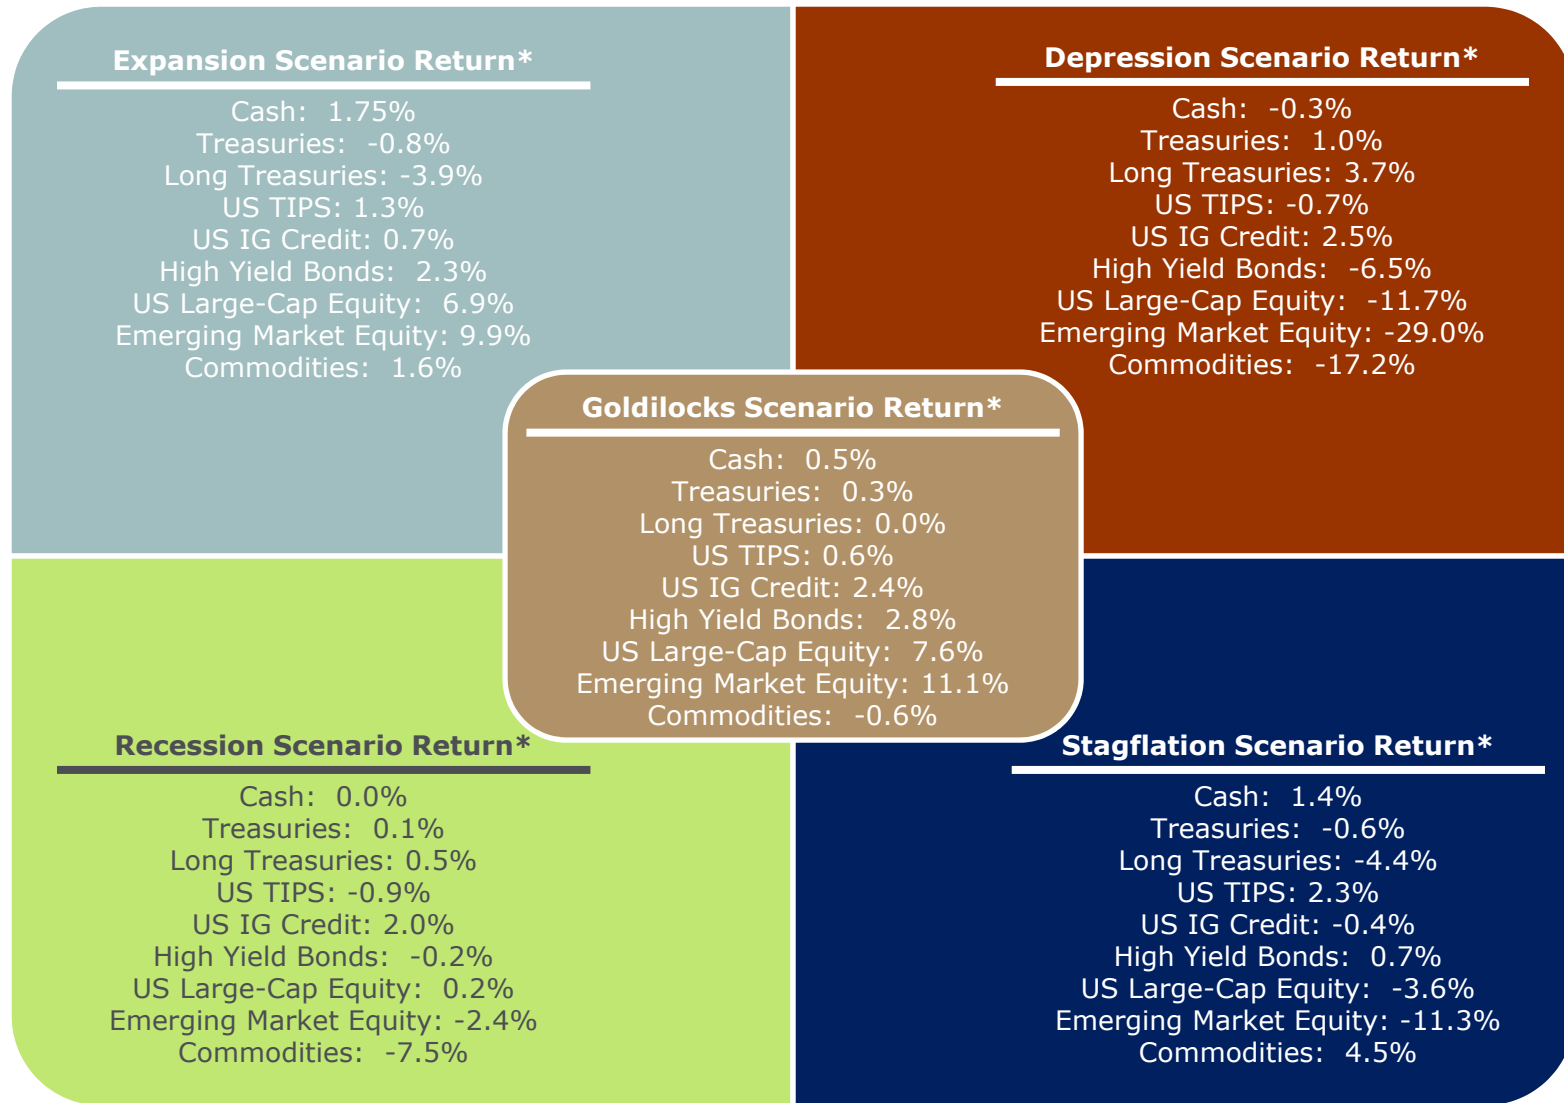 Expansion Scenario Return*
Cash:  1.75%
Treasuries:  -0.8%
Long Treasuries: -3.9%
US TIPS: 1.3%
US IG Credit: 0.7%
High Yield Bonds:  2.3%
US Large-Cap Equity:  6.9%
Emerging Market Equity: 9.9%
Commodities:  1.6%
Depression Scenario Return*
Cash:  -0.3%
Treasuries:  1.0%
Long Treasuries: 3.7%
US TIPS: -0.7%
US IG Credit: 2.5%
High Yield Bonds:  -6.5%
US Large-Cap Equity:  -11.7%
Emerging Market Equity: -29.0%
Commodities:  -17.2%
Goldilocks Scenario Return*
Cash:  0.5%
Treasuries:  0.3%
Long Treasuries: 0.0%
US TIPS: 0.6%
US IG Credit: 2.4%
High Yield Bonds:  2.8%
US Large-Cap Equity:  7.6%
Emerging Market Equity: 11.1%
Commodities:  -0.6%
Recession Scenario Return*
Cash:  0.0%
Treasuries:  0.1%
Long Treasuries: 0.5%
US TIPS: -0.9%
US IG Credit: 2.0%
High Yield Bonds:  -0.2%
US Large-Cap Equity:  0.2%
Emerging Market Equity: -2.4%
Commodities:  -7.5%
Stagflation Scenario Return*
Cash:  1.4%
Treasuries:  -0.6%
Long Treasuries: -4.4%
US TIPS: 2.3%
US IG Credit: -0.4%
High Yield Bonds:  0.7%
US Large-Cap Equity:  -3.6%
Emerging Market Equity: -11.3%
Commodities:  4.5%